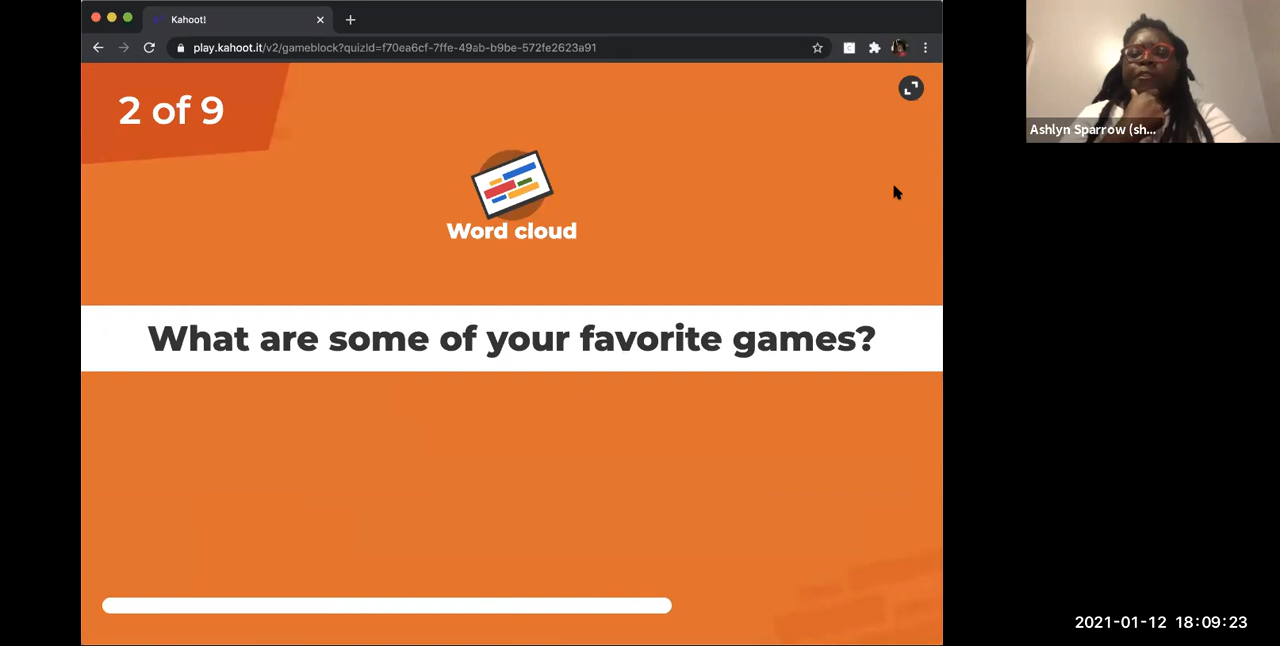 Kahoot!
play.kahoot.it/v2/gameblock?quizId=f70ea6cf-7ffe-49ab-b9be-572fe2623a91
2 of 9
Word cloud
What are some of your favorite games?
Ashlyn Sparrow (sh...
2021-01-12 18:09:23